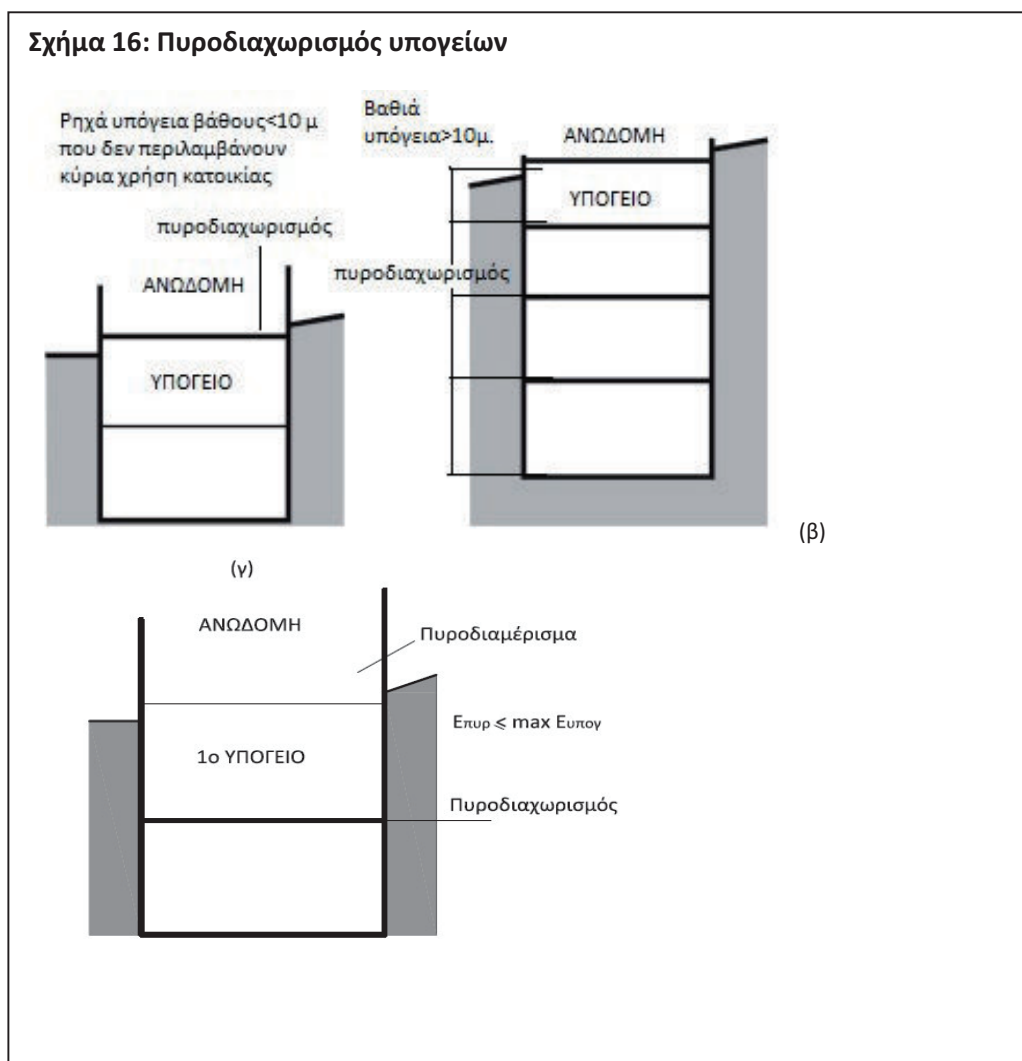 Σχήμα 16: Πυροδιαχωρισμός υπογείων
Ρηχά υπόγεια βάθους<10 μ
που δεν περιλαμβάνουν
κύρια χρήση κατοικίας
πυροδιαχωρισμός
ΑΝΩΔΟΜΗ
ΥΠΟΓΕΙΟ
Βαθιά
υπόγεια>10μ.
ΑΝΩΔΟΜΗ
ΥΠΟΓΕΙΟ
πυροδιαχωρισμός
(β)
(γ)
ΑΝΩΔΟΜΗ
Πυροδιαμέρισμα
Επυρ ⩽ max Ευπογ
1ο ΥΠΟΓΕΙΟ
Πυροδιαχωρισμός